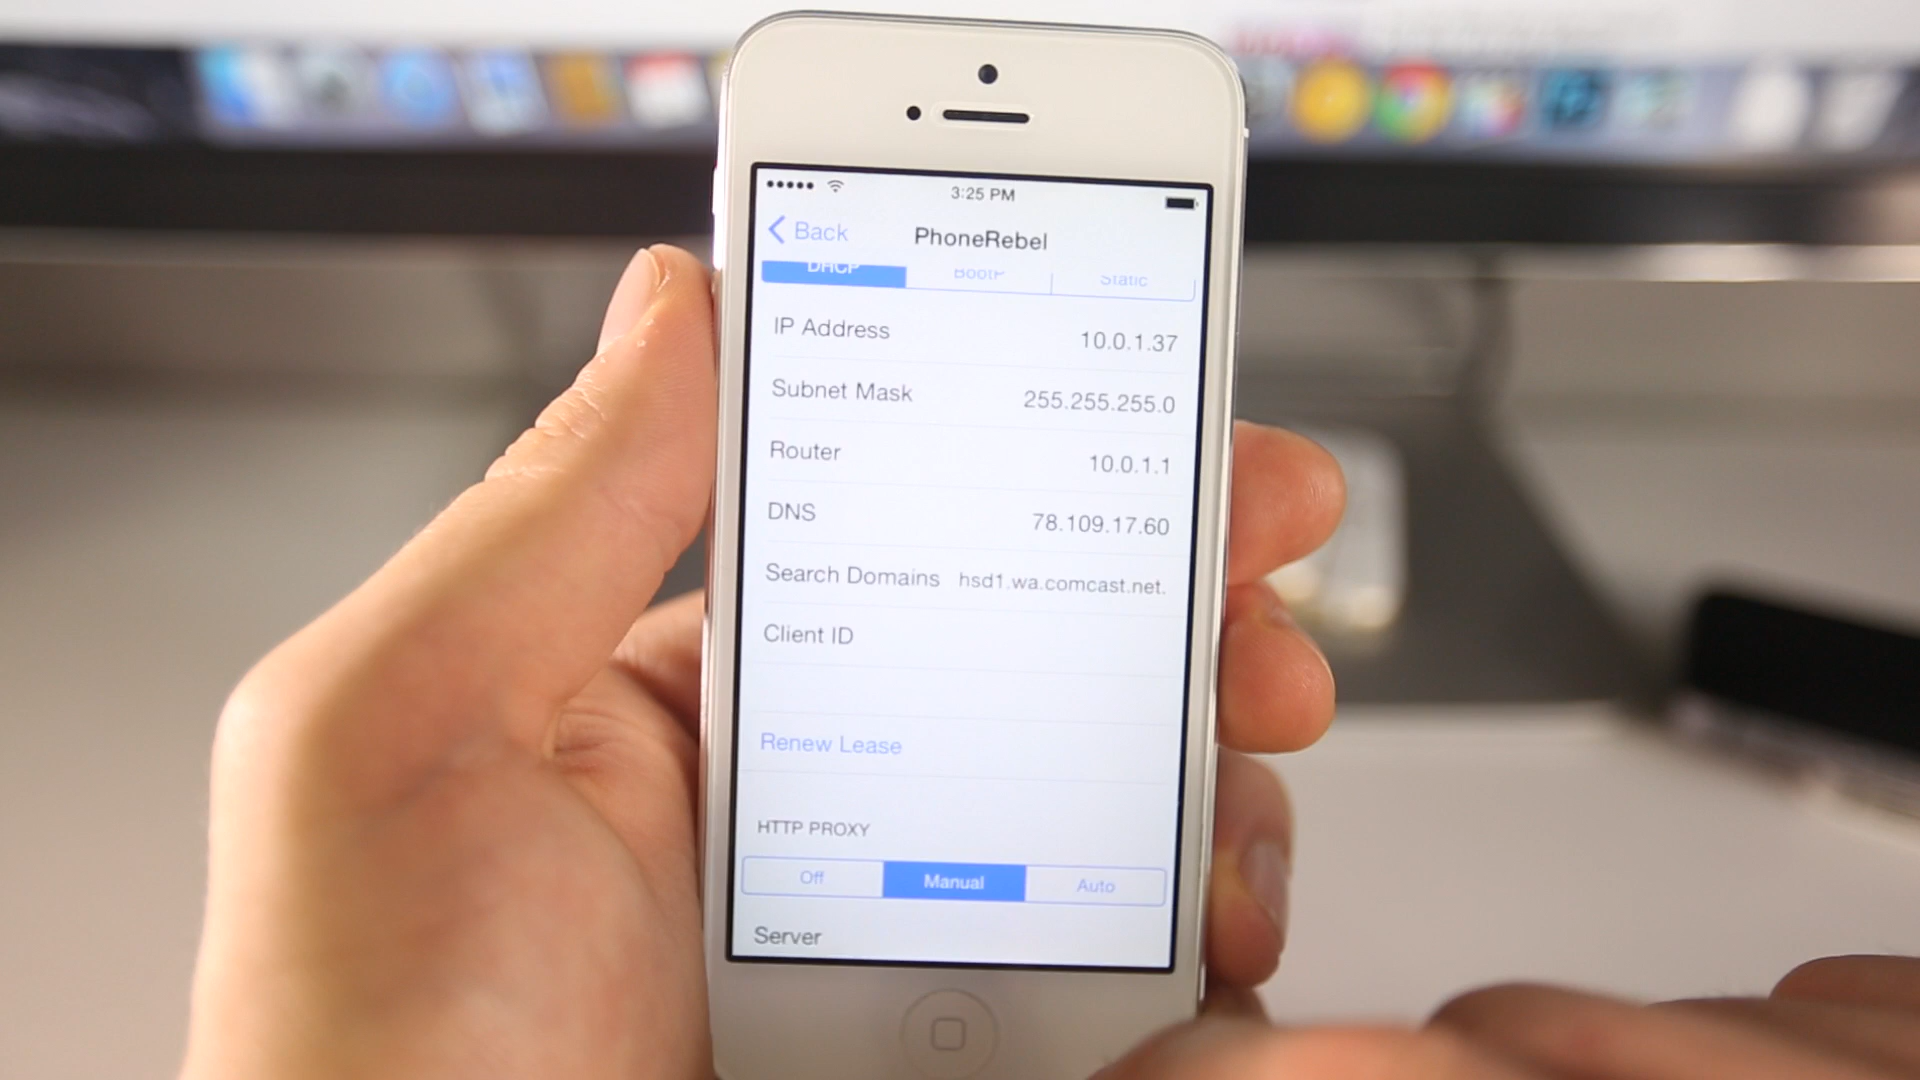 3:25 PM
Back PhoneRebel
DHCP BootP Static
IP Address 10.0.1.37
Subnet Mask 255.255.255.0
Router 10.0.1.1
DNS 78.109.17.60
Search Domains hsd1.wa.comcast.net.
Client ID
Renew Lease
HTTP PROXY
Off Manual Auto
Server